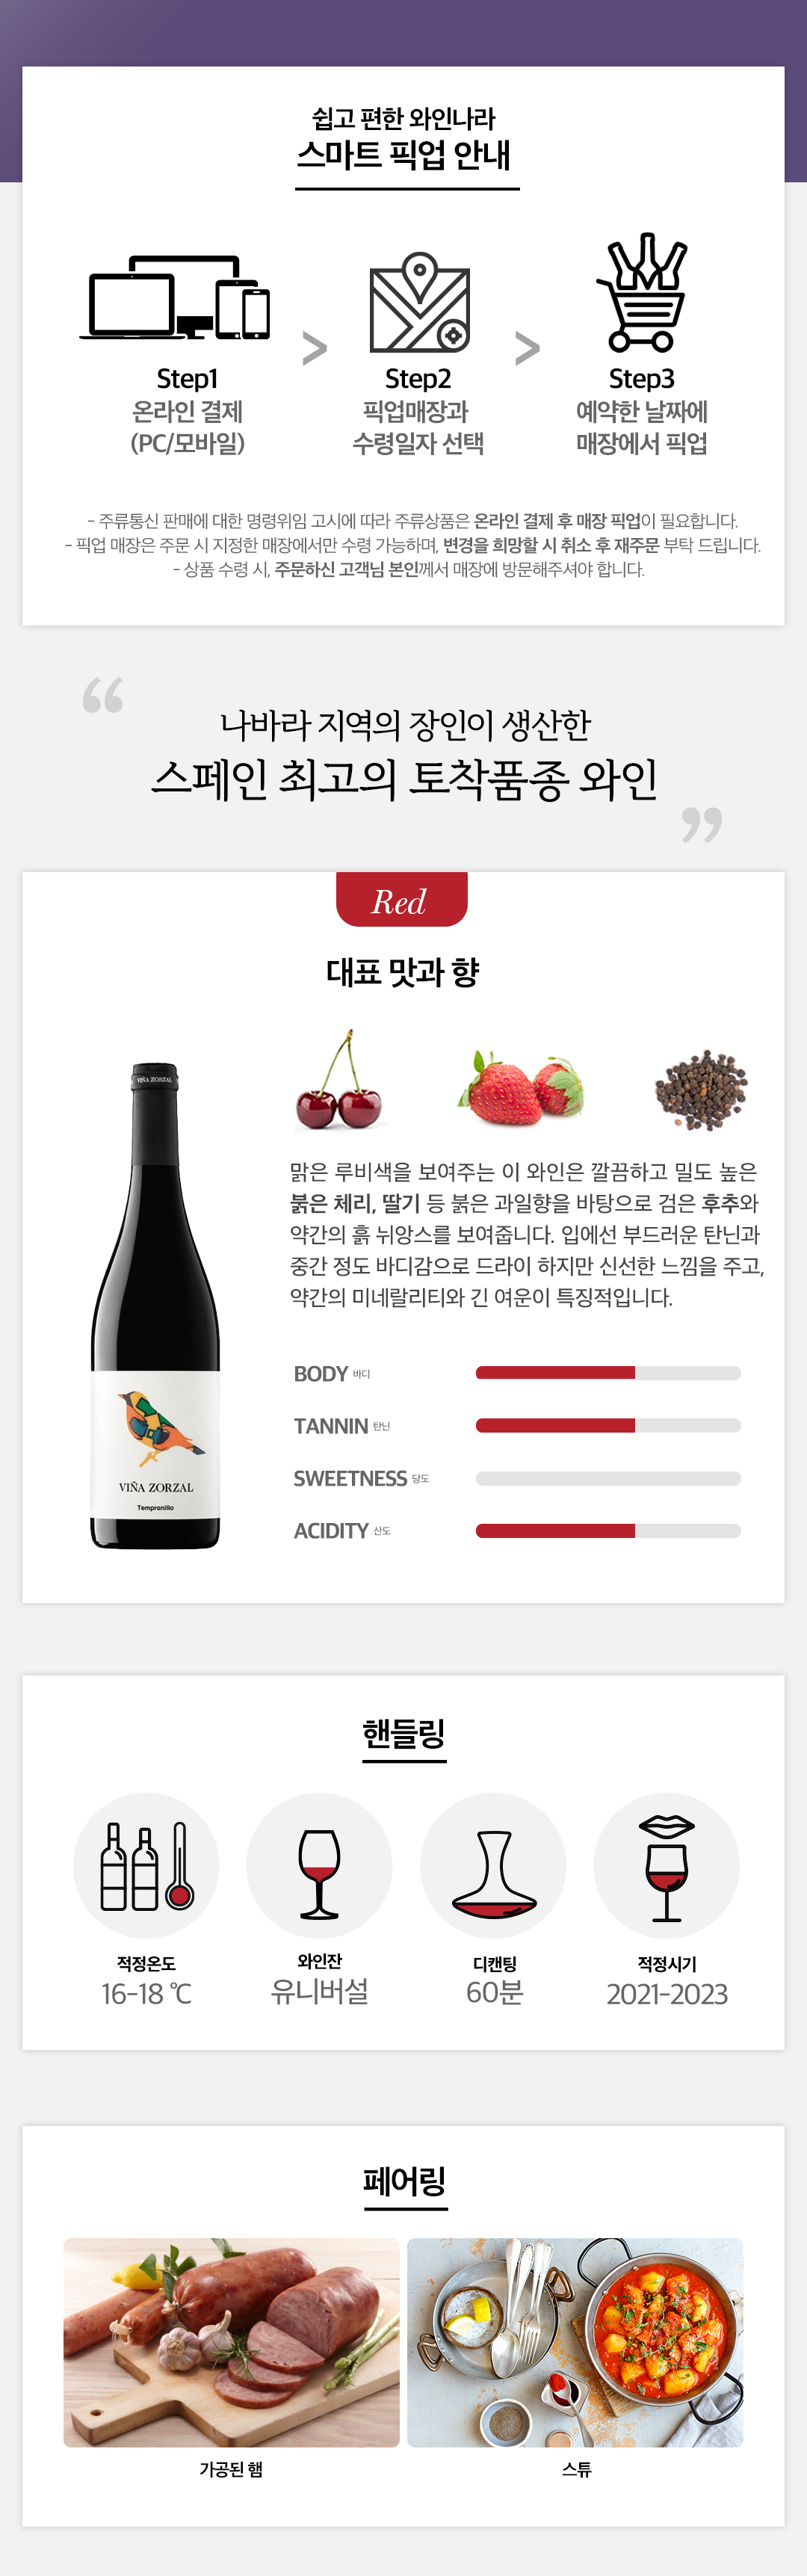 쉽고 편한 와인나라
스마트 픽업 안내
Step1
온라인 결제
(PC/모바일)
>
Step2
픽업매장과
수령일자 선택
>
Step3
예약한 날짜에
매장에서 픽업
- 주류통신 판매에 대한 명령위임 고시에 따라 주류상품은 온라인 결제 후 매장 픽업이 필요합니다.
- 픽업 매장은 주문 시 지정한 매장에서만 수령 가능하며, 변경을 희망할 시 취소 후 재주문 부탁 드립니다.
- 상품 수령 시, 주문하신 고객님 본인께서 매장에 방문해주셔야 합니다.
“
나바라 지역의 장인이 생산한
스페인 최고의 토착품종 와인
”
Red
대표 맛과 향
VIÑA ZORZAL
맑은 루비색을 보여주는 이 와인은 깔끔하고 밀도 높은
붉은 체리, 딸기 등 붉은 과일향을 바탕으로 검은 후추와
약간의 흙 뉘앙스를 보여줍니다. 입에선 부드러운 탄닌과
중간 정도 바디감으로 드라이 하지만 신선한 느낌을 주고,
약간의 미네랄리티와 긴 여운이 특징적입니다.
BODY 바디
TANNIN 탄닌
SWEETNESS 당도
ACIDITY 산도
VIÑA ZORZAL
Tempranillo
핸들링
적정온도
16-18 ℃
와인잔
유니버설
디캔팅
60분
적정시기
2021-2023
페어링
가공된 햄
스튜